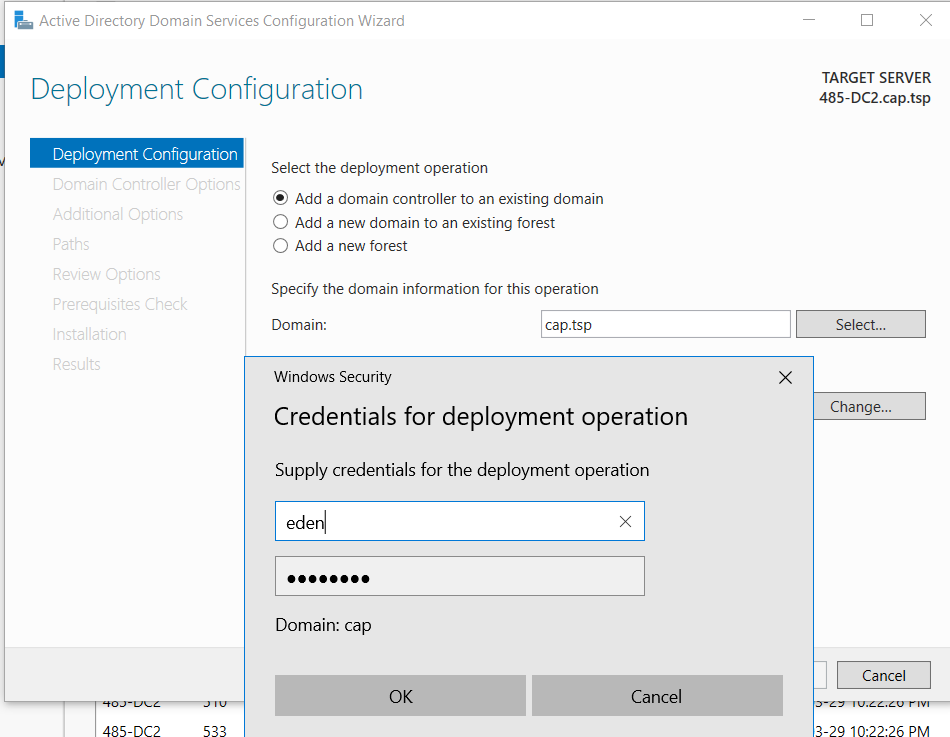 Active Directory Domain Services Configuration Wizard
Deployment Configuration
TARGET SERVER
485-DC2.cap.tsp
Deployment Configuration
Domain Controller Options
Additional Options
Paths
Review Options
Prerequisites Check
Installation
Results
Select the deployment operation
Add a domain controller to an existing domain
Add a new domain to an existing forest
Add a new forest
Specify the domain information for this operation
Domain:
cap.tsp
Select...
Change...
Windows Security
Credentials for deployment operation
Supply credentials for the deployment operation
eden
●●●●●●●●
Domain: cap
OK
Cancel
Cancel
485-DC2 510 3-29 10:22:26 PM
485-DC2 533 3-29 10:22:26 PM